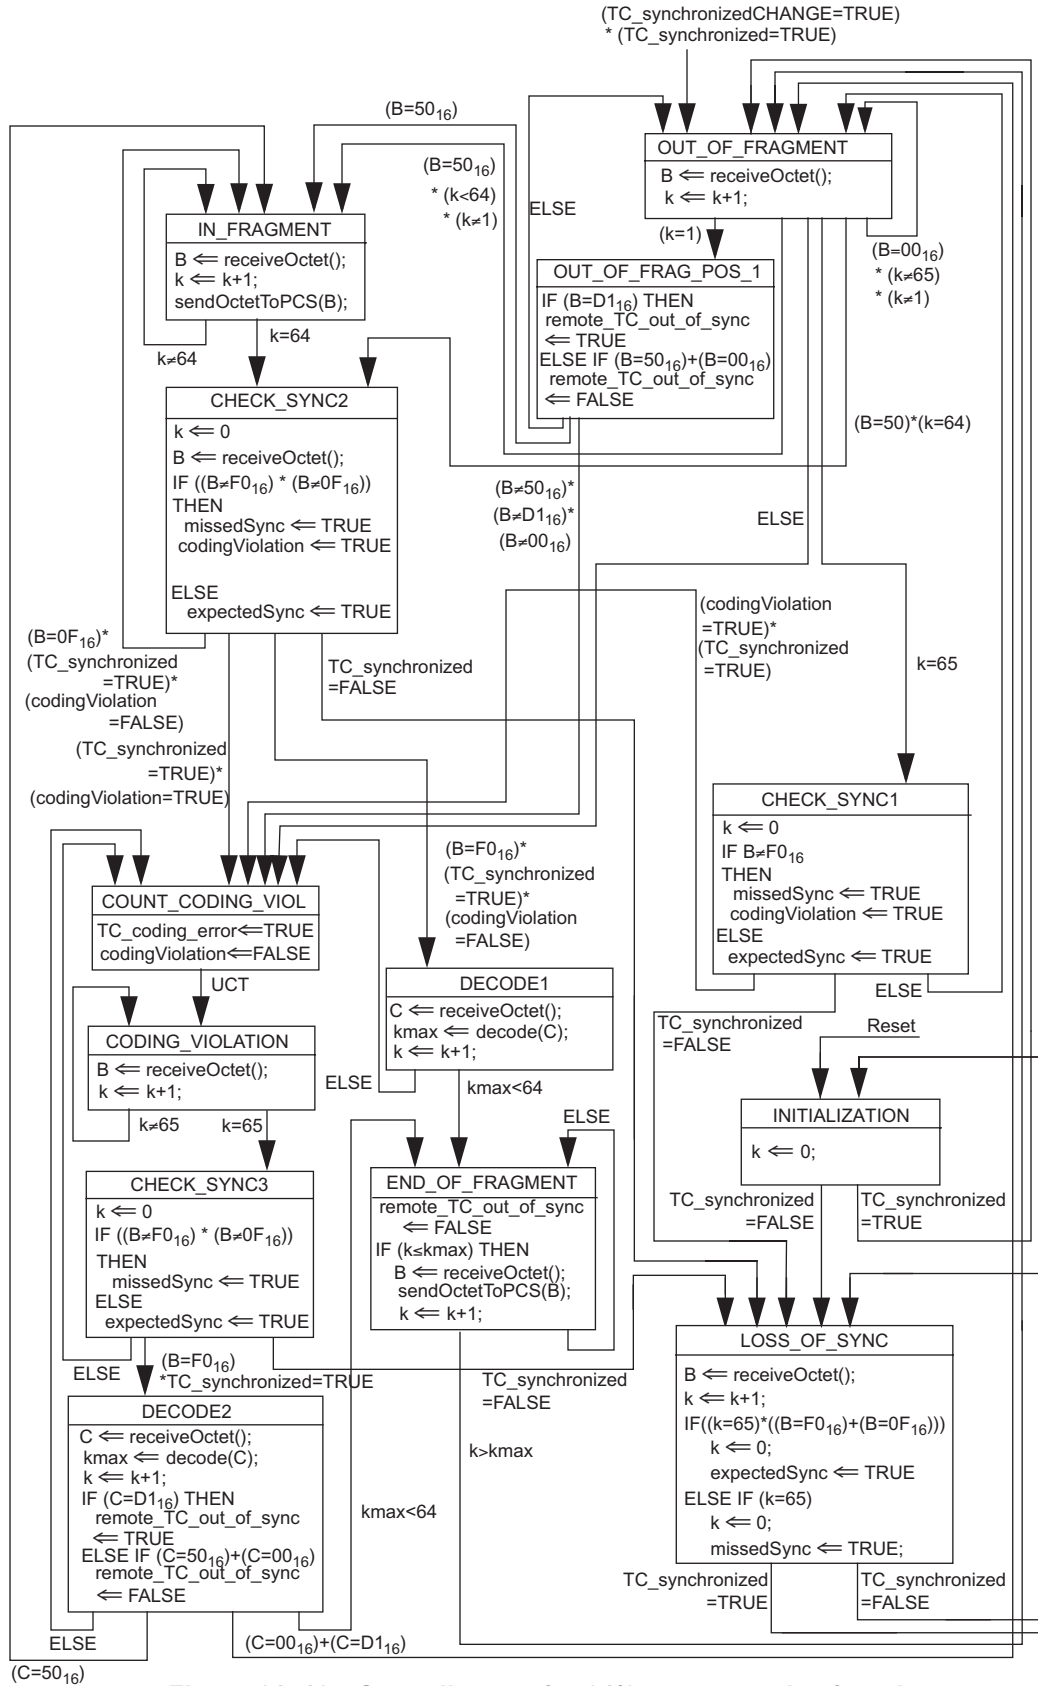 (TC_synchronizedCHANGE=TRUE)
* (TC_synchronized=TRUE)
(B=50₁₆)
(B=50₁₆)
* (k<64)
* (k≠1)
ELSE
OUT_OF_FRAGMENT
B ⇐ receiveOctet();
k ⇐ k+1;
(k=1)
(B=00₁₆)
* (k≠65)
* (k≠1)
IN_FRAGMENT
B ⇐ receiveOctet();
k ⇐ k+1;
sendOctetToPCS(B);
k≠64
k=64
OUT_OF_FRAG_POS_1
IF (B=D1₁₆) THEN
remote_TC_out_of_sync
⇐ TRUE
ELSE IF (B=50₁₆)+(B=00₁₆)
remote_TC_out_of_sync
⇐ FALSE
(B=50)*(k=64)
CHECK_SYNC2
k ⇐ 0
B ⇐ receiveOctet();
IF ((B≠F0₁₆) * (B≠0F₁₆))
THEN
missedSync ⇐ TRUE
codingViolation ⇐ TRUE
ELSE
expectedSync ⇐ TRUE
(B≠50₁₆)*
(B≠D1₁₆)*
(B≠00₁₆)
ELSE
(B=0F₁₆)*
(TC_synchronized
=TRUE)*
(codingViolation
=FALSE)
(TC_synchronized
=TRUE)*
(codingViolation=TRUE)
TC_synchronized
=FALSE
(codingViolation
=TRUE)*
(TC_synchronized
=TRUE)
k=65
CHECK_SYNC1
k ⇐ 0
IF B≠F0₁₆
THEN
missedSync ⇐ TRUE
codingViolation ⇐ TRUE
ELSE
expectedSync ⇐ TRUE
ELSE
(B=F0₁₆)*
(TC_synchronized
=TRUE)*
(codingViolation
=FALSE)
COUNT_CODING_VIOL
TC_coding_error⇐TRUE
codingViolation⇐FALSE
UCT
DECODE1
C ⇐ receiveOctet();
kmax ⇐ decode(C);
k ⇐ k+1;
ELSE
kmax<64
TC_synchronized
=FALSE
Reset
CODING_VIOLATION
B ⇐ receiveOctet();
k ⇐ k+1;
k≠65
k=65
INITIALIZATION
k ⇐ 0;
TC_synchronized
=FALSE
TC_synchronized
=TRUE
ELSE
END_OF_FRAGMENT
remote_TC_out_of_sync
⇐ FALSE
IF (k≤kmax) THEN
B ⇐ receiveOctet();
sendOctetToPCS(B);
k ⇐ k+1;
CHECK_SYNC3
k ⇐ 0
IF ((B≠F0₁₆) * (B≠0F₁₆))
THEN
missedSync ⇐ TRUE
ELSE
expectedSync ⇐ TRUE
ELSE
(B=F0₁₆)
*TC_synchronized=TRUE
TC_synchronized
=FALSE
k>kmax
LOSS_OF_SYNC
B ⇐ receiveOctet();
k ⇐ k+1;
IF((k=65)*((B=F0₁₆)+(B=0F₁₆)))
k ⇐ 0;
expectedSync ⇐ TRUE
ELSE IF (k=65)
k ⇐ 0;
missedSync ⇐ TRUE;
TC_synchronized
=TRUE
TC_synchronized
=FALSE
DECODE2
C ⇐ receiveOctet();
kmax ⇐ decode(C);
k ⇐ k+1;
IF (C=D1₁₆) THEN
remote_TC_out_of_sync
⇐ TRUE
ELSE IF (C=50₁₆)+(C=00₁₆)
remote_TC_out_of_sync
⇐ FALSE
kmax<64
ELSE
(C=00₁₆)+(C=D1₁₆)
(C=50₁₆)